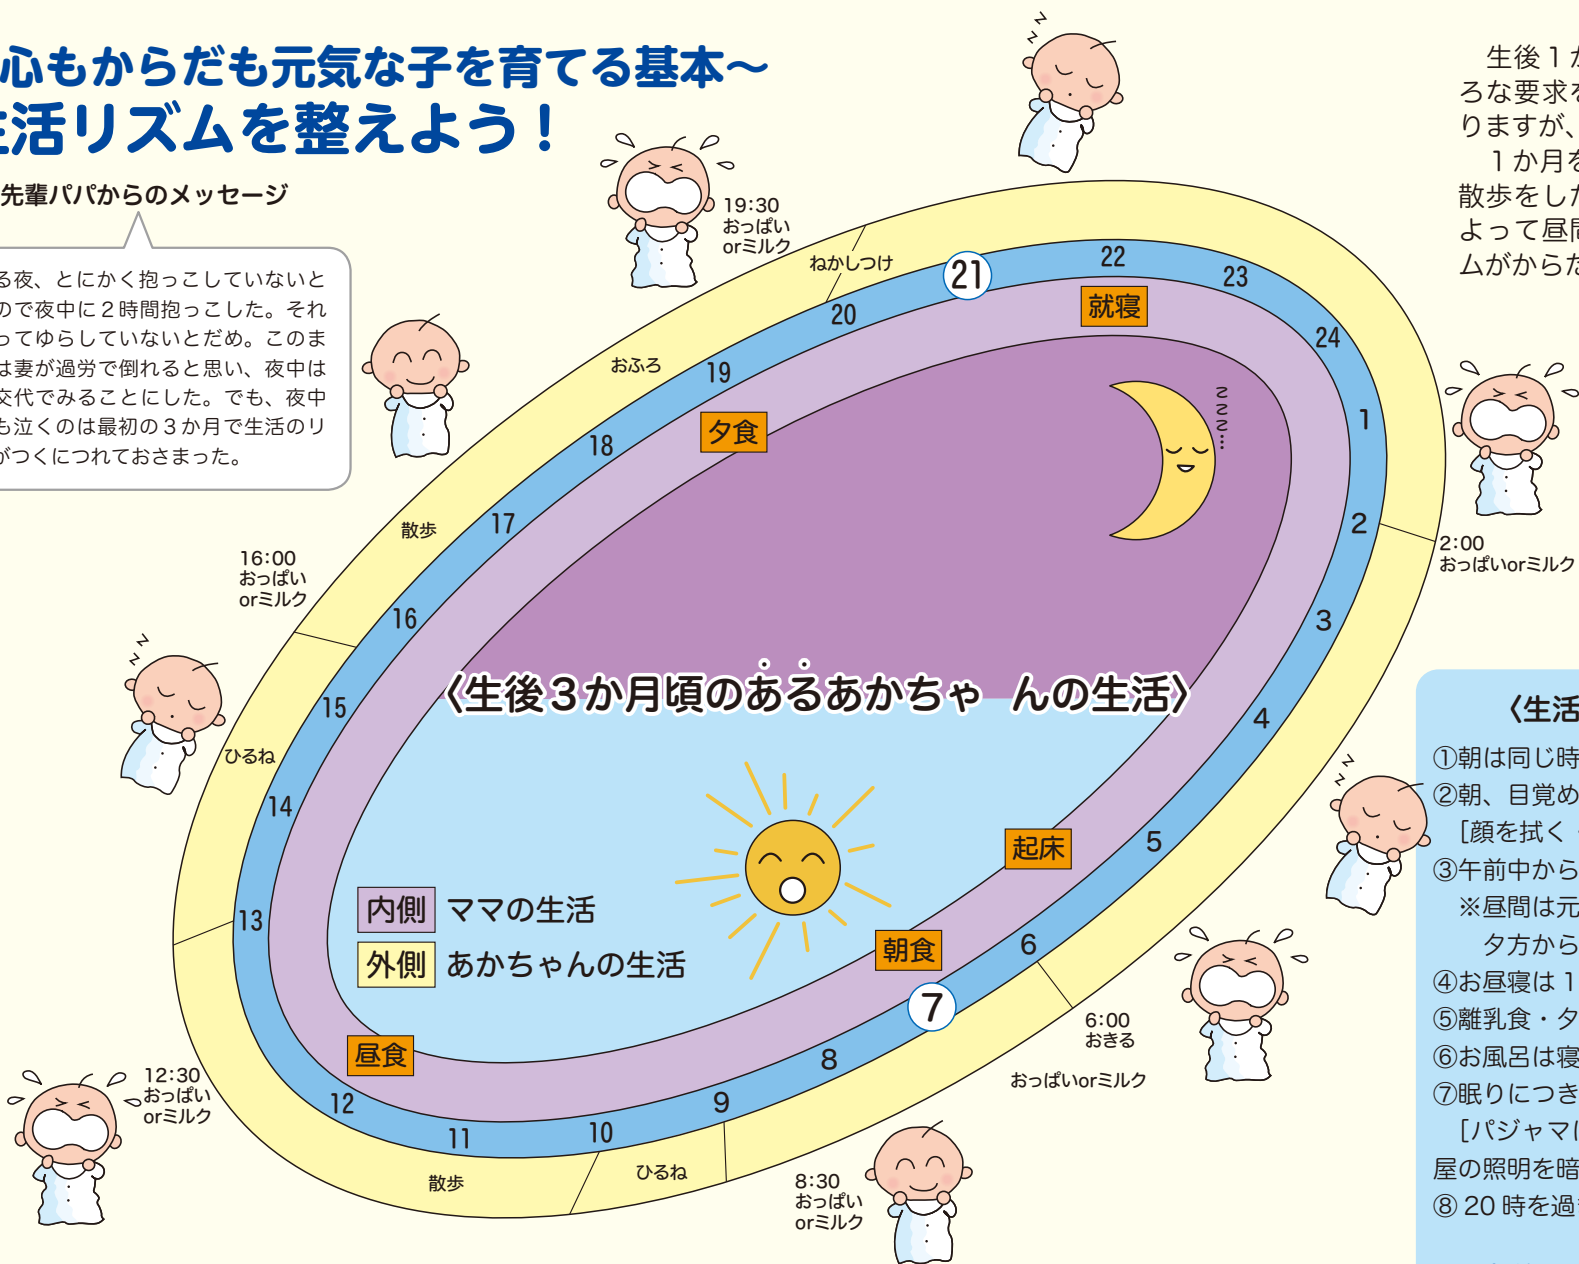 心もからだも元気な子を育てる基本～
生活リズムを整えよう！
先輩パパからのメッセージ
る夜、とにかく抱っこしていないと
ので夜中に２時間抱っこした。それ
ってゆらしていないとだめ。このま
は妻が過労で倒れると思い、夜中は
交代でみることにした。でも、夜中
も泣くのは最初の３か月で生活のリ
がつくにつれておさまった。
生後１か
ろな要求を
りますが、
１か月を
散歩をした
よって昼間
ムがからだ
19:30
おっぱい
orミルク
ねかしつけ
おふろ
散歩
16:00
おっぱい
orミルク
ひるね
12:30
おっぱい
orミルク
散歩
ひるね
8:30
おっぱい
orミルク
6:00
おきる
おっぱいorミルク
2:00
おっぱいorミルク
21
22
23
24
1
2
3
4
5
6
7
8
9
10
11
12
13
14
15
16
17
18
19
20
就寝
夕食
起床
朝食
昼食
zzzz…
〈生後３か月頃のあるあかちゃ んの生活〉
内側 ママの生活
外側 あかちゃんの生活
z
z
z
z
z
z
〈生活
①朝は同じ時
②朝、目覚め
［顔を拭く
③午前中から
※昼間は元
夕方から
④お昼寝は 1
⑤離乳食・夕
⑥お風呂は寝
⑦眠りにつき
［パジャマに
屋の照明を暗
⑧ 20 時を過